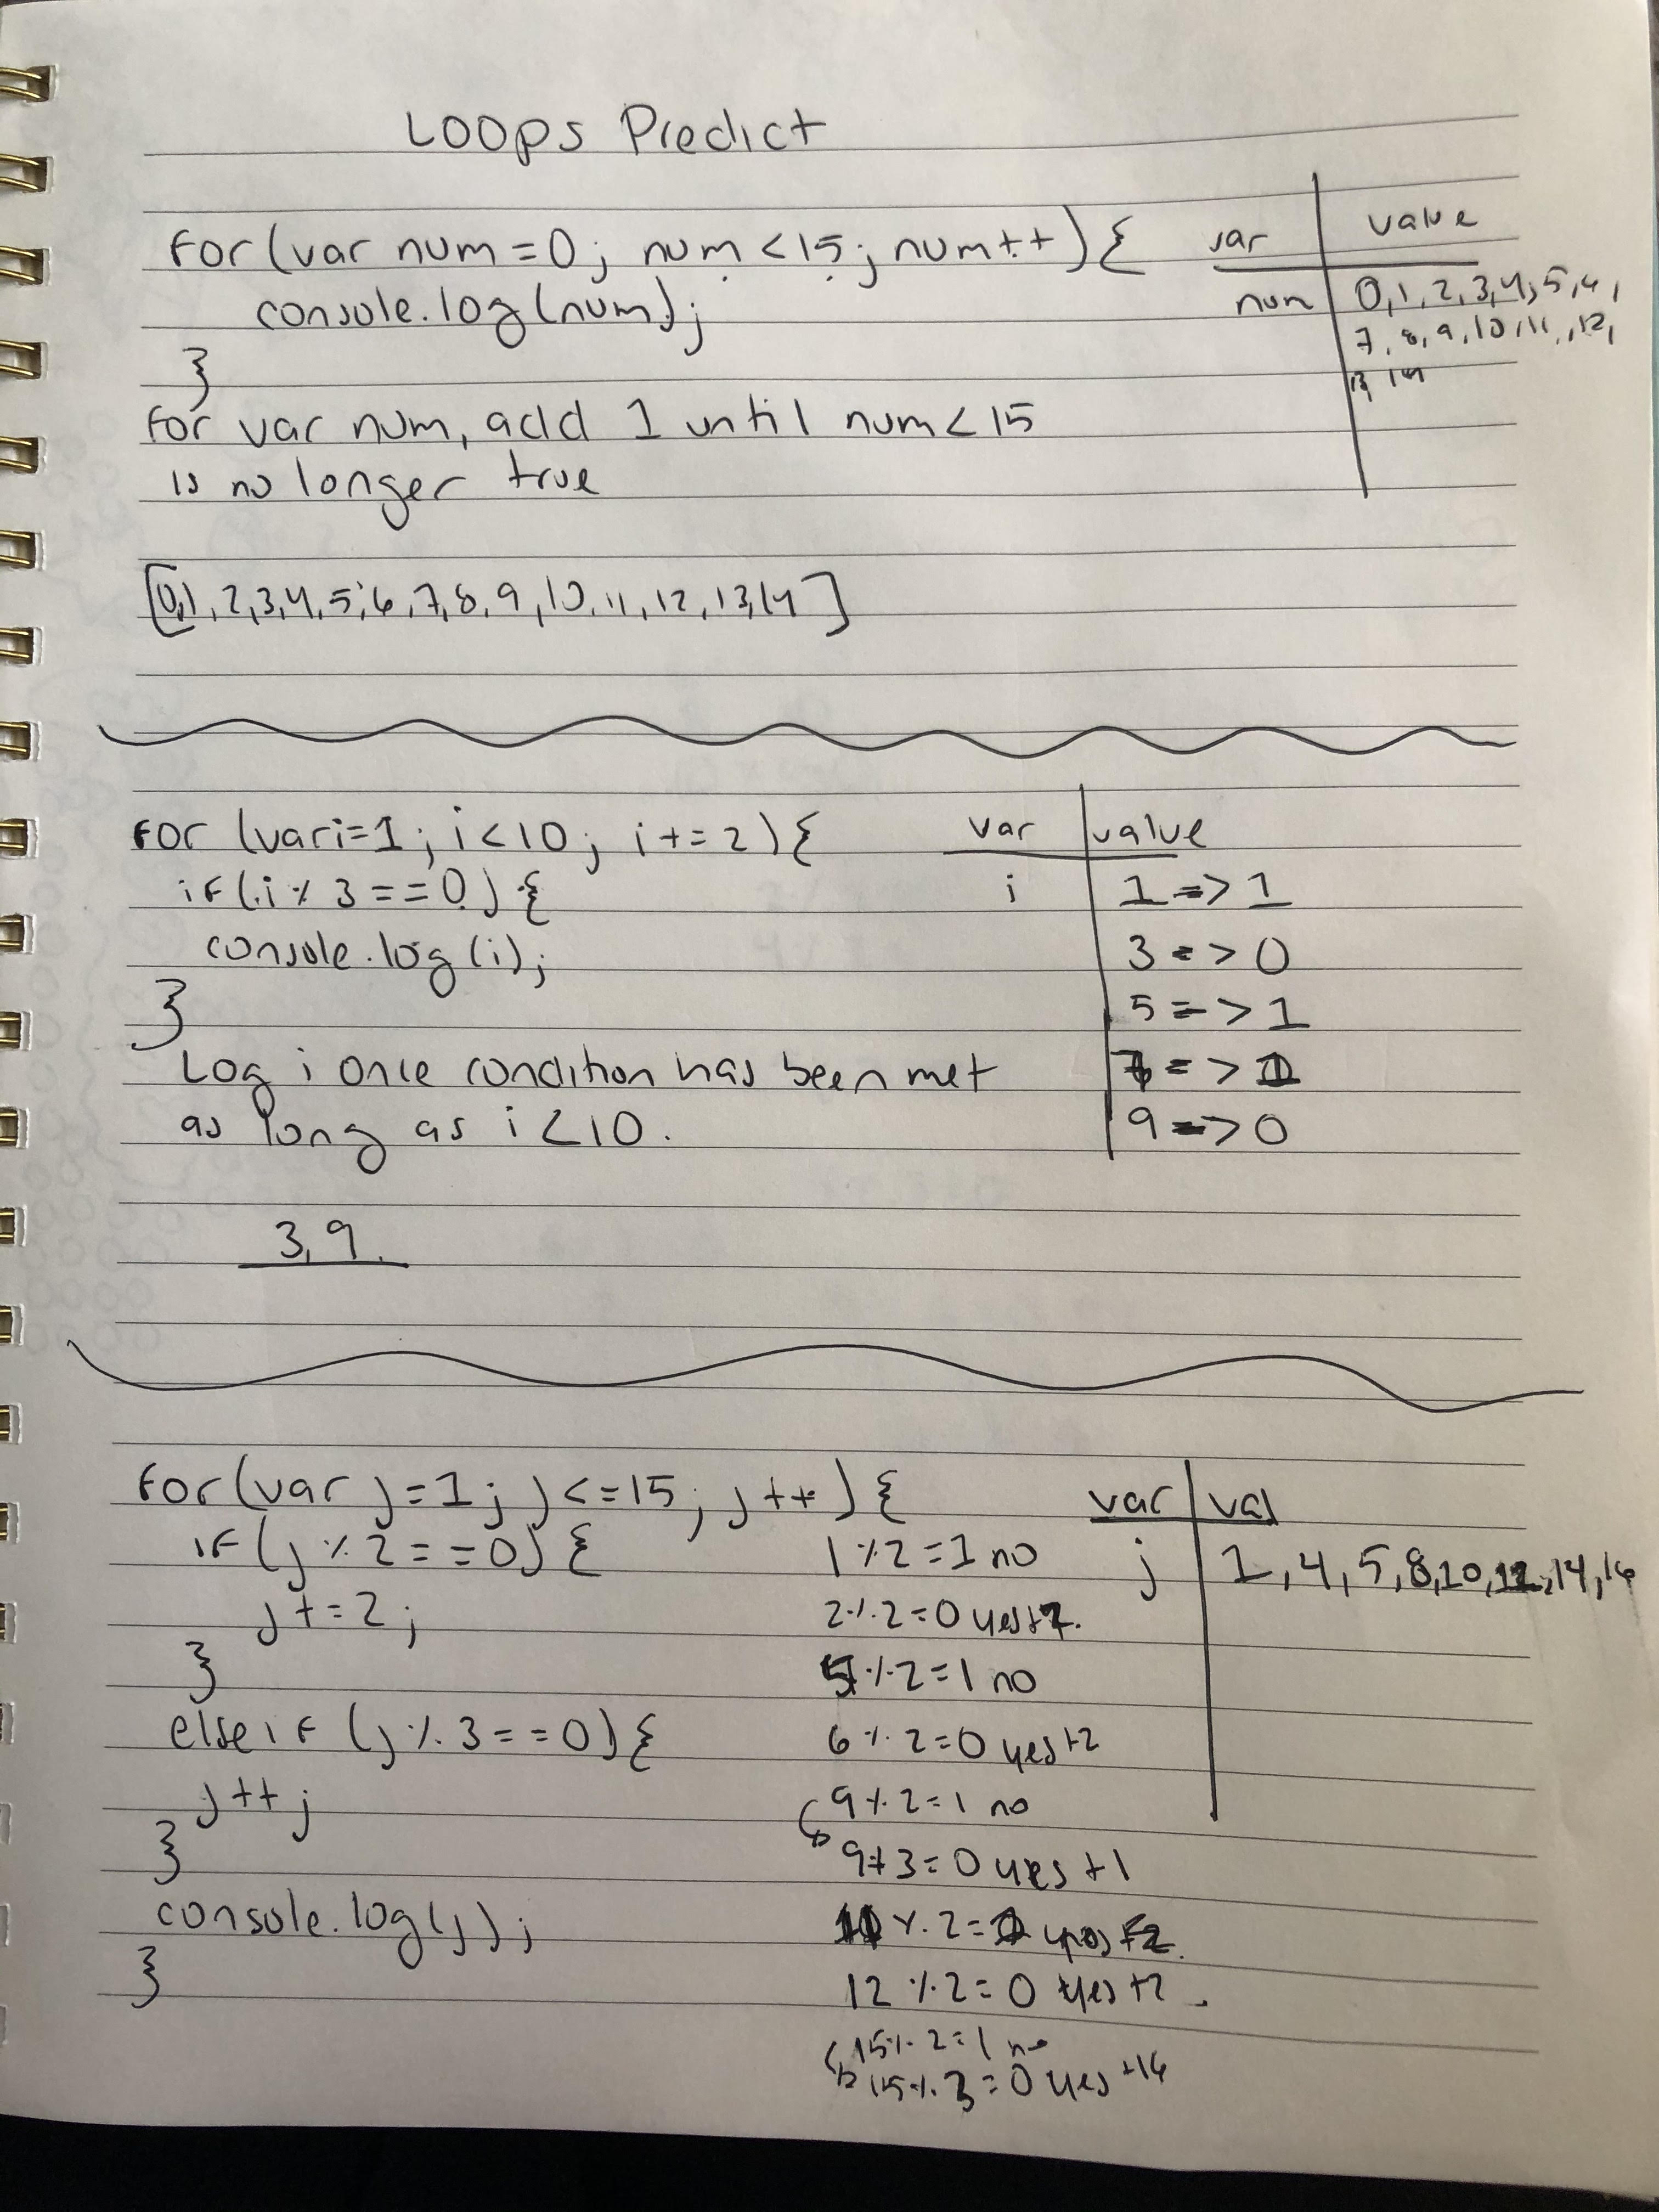 Loops Predict
for(var num=0; num<15; num++){
console.log(num);
}
var | value
num | 0,1,2,3,4,5,6,
7,8,9,10,11,12,
13,14
for var num, add 1 until num<15
is no longer true
[0,1,2,3,4,5,6,7,8,9,10,11,12,13,14]
for (var i=1; i<10; i+=2){
if(i%3==0){
console.log(i);
}
var | value
i | 1=>1
3=>0
5=>1
7=>1
9=>0
Log i once condition has been met
as long as i<10.
3,9.
for(var j=1; j<=15; j++){
if(j%2==0){
j+=2;
}
else if (j%3==0){
j++;
}
console.log(j);
}
1%2=1 no
2%2=0 yes+2.
5%2=1 no
6%2=0 yes+2
9%2=1 no
9+3=0 yes+1
12%2=0 yes+2.
15%2=1 no
15%3=0 yes
var | val
j | 1,4,5,8,10,12,14,16